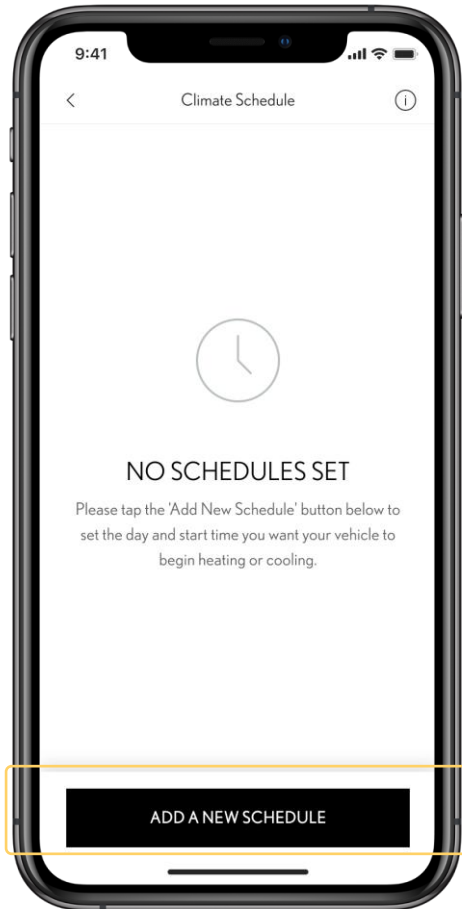 9:41
Climate Schedule
NO SCHEDULES SET
Please tap the 'Add New Schedule' button below to
set the day and start time you want your vehicle to
begin heating or cooling.
ADD A NEW SCHEDULE